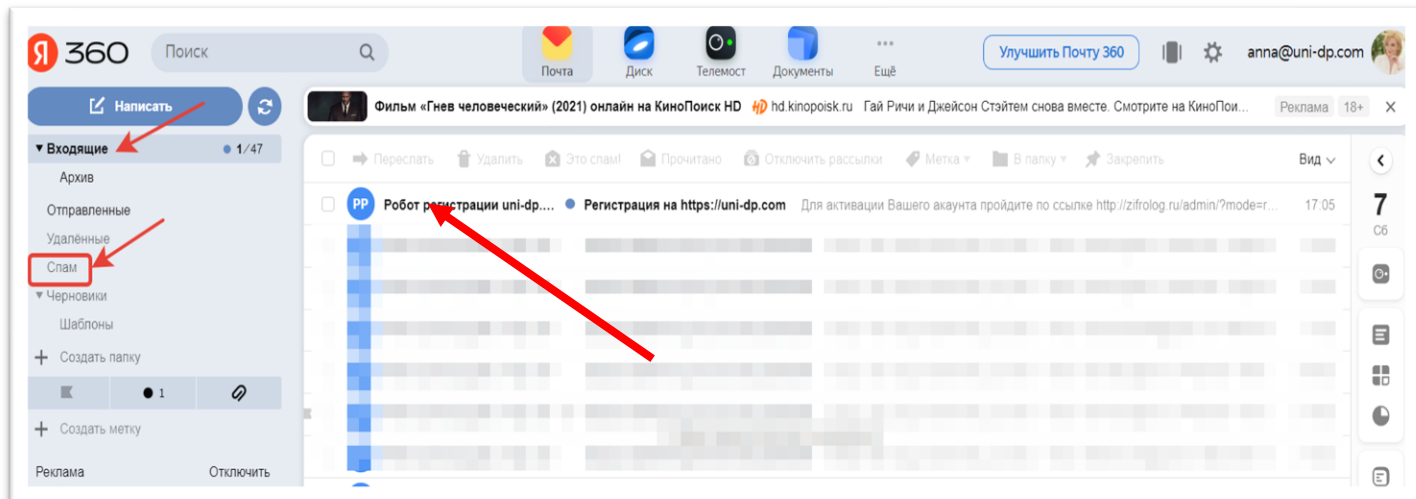 Я 360
Поиск
Почта
Диск
Телемост
Документы
Ещё
Улучшить Почту 360
anna@uni-dp.com
Написать
Фильм «Гнев человеческий» (2021) онлайн на КиноПоиск HD hd.kinopoisk.ru Гай Ричи и Джейсон Стэйтем снова вместе. Смотрите на КиноПои... Реклама 18+
Входящие 1/47
Архив
Отправленные
Удалённые
Спам
Черновики
Шаблоны
Создать папку
1
Создать метку
Реклама Отключить
Переслать Удалить Это спам! Прочитано Отключить рассылки Метка В папку Закрепить Вид
РР Робот регистрации uni-dp.... Регистрация на https://uni-dp.com Для активации Вашего акаунта пройдите по ссылке http://zifrolog.ru/admin/?mode=r... 17 05
7
Сб